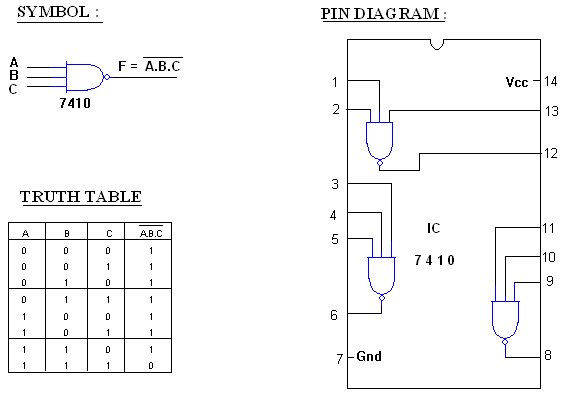 SYMBOL :
A
B
C
F = A.B.C
7410
TRUTH TABLE
A B C A.B.C
0 0 0 1
0 0 1 1
0 1 0 1
0 1 1 1
1 0 0 1
1 0 1 1
1 1 0 1
1 1 1 0
PIN DIAGRAM :
1
2
3
4
5
6
7 Gnd
IC
7 4 1 0
Vcc 14
13
12
11
10
9
8